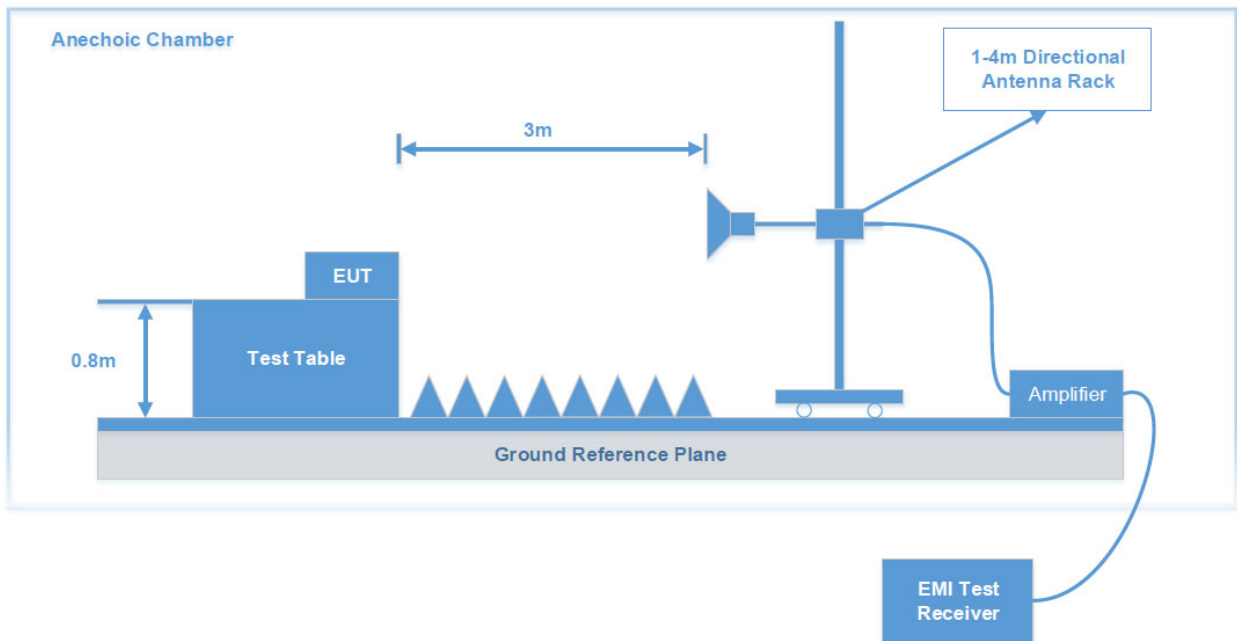 Anechoic Chamber
1-4m Directional
Antenna Rack
3m
EUT
0.8m
Test Table
Amplifier
Ground Reference Plane
EMI Test
Receiver